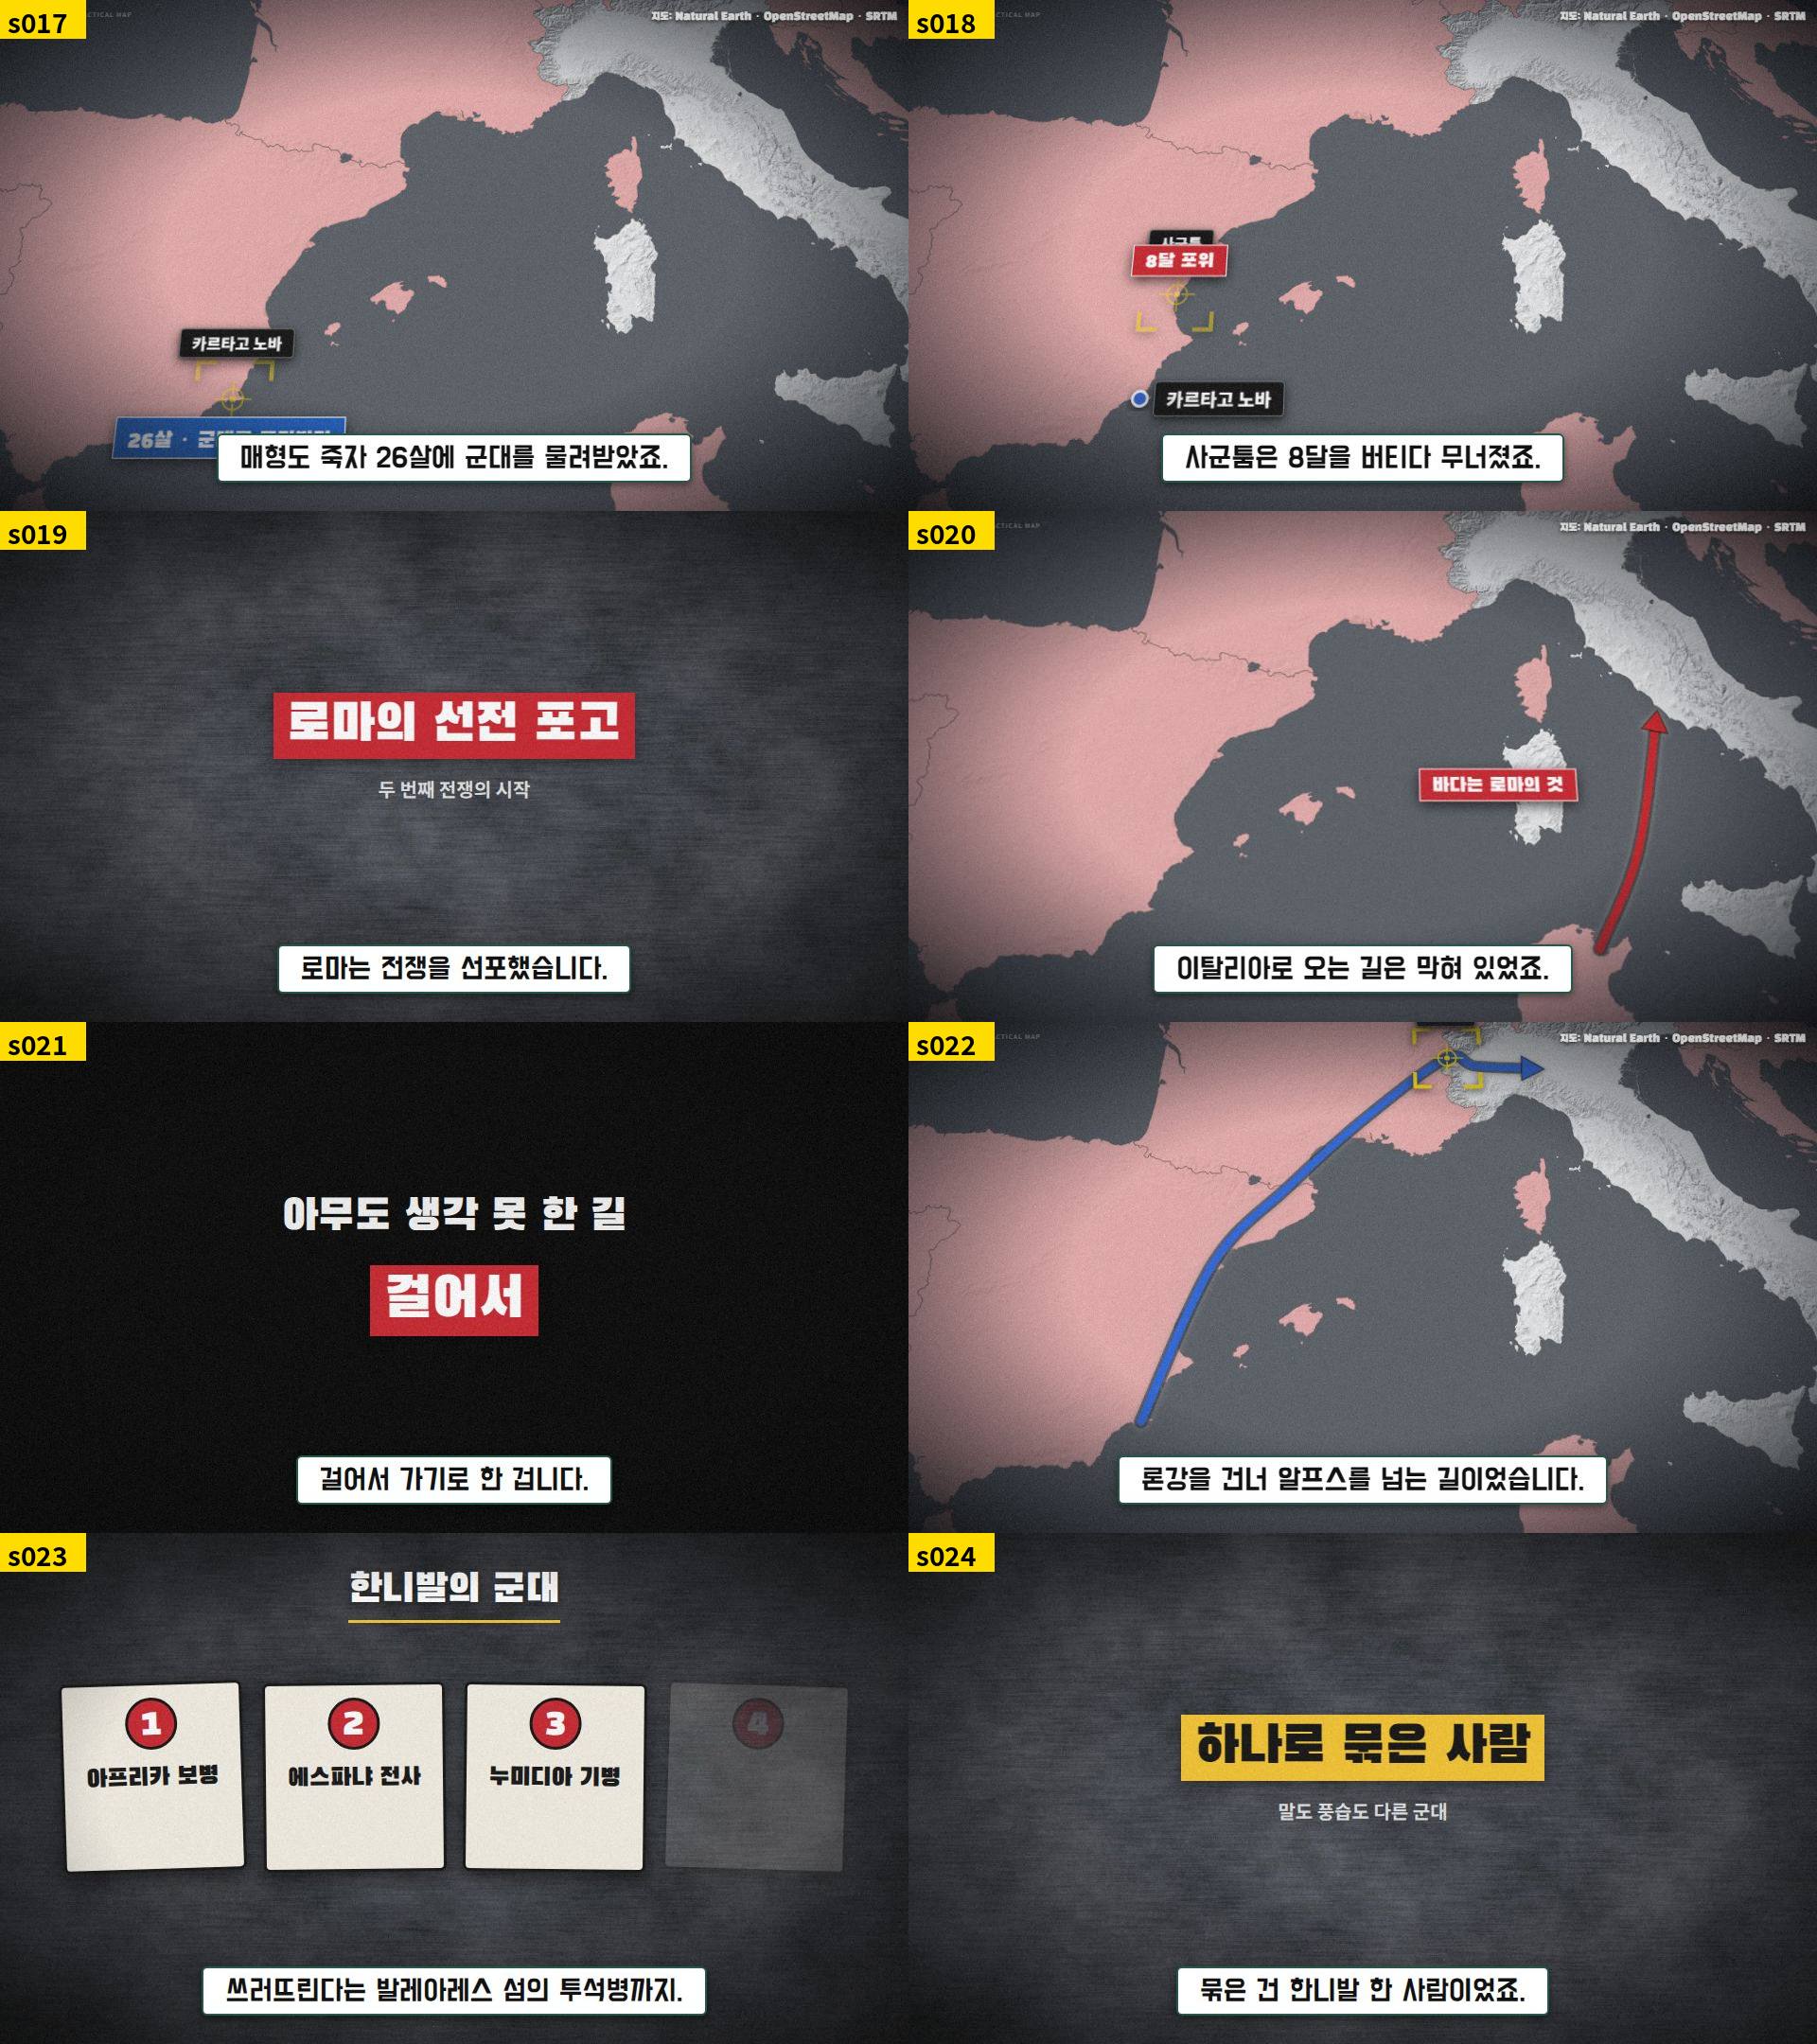 s017
CTICAL MAP
지도: Natural Earth · OpenStreetMap · SRTM
카르타고 노바
26살 ·
매형도 죽자 26살에 군대를 물려받았죠.
s018
CTICAL MAP
지도: Natural Earth · OpenStreetMap · SRTM
8달 포위
카르타고 노바
사군툼은 8달을 버티다 무너졌죠.
s019
로마의 선전 포고
두 번째 전쟁의 시작
로마는 전쟁을 선포했습니다.
s020
CTICAL MAP
지도: Natural Earth · OpenStreetMap · SRTM
바다는 로마의 것
이탈리아로 오는 길은 막혀 있었죠.
s021
아무도 생각 못 한 길
걸어서
걸어서 가기로 한 겁니다.
s022
CTICAL MAP
지도: Natural Earth · OpenStreetMap · SRTM
론강을 건너 알프스를 넘는 길이었습니다.
s023
한니발의 군대
1
2
3
4
아프리카 보병
에스파냐 전사
누미디아 기병
쓰러뜨린다는 발레아레스 섬의 투석병까지.
s024
하나로 묶은 사람
말도 풍습도 다른 군대
묶은 건 한니발 한 사람이었죠.